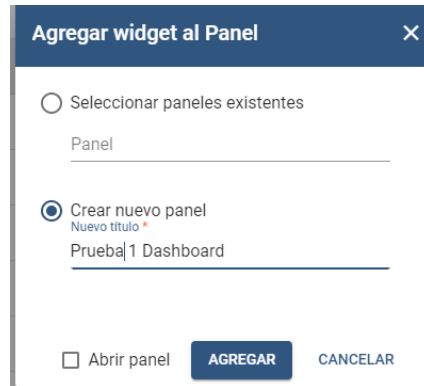 Agregar widget al Panel
Seleccionar paneles existentes
Panel
Crear nuevo panel
Nuevo título *
Prueba 1 Dashboard
Abrir panel AGREGAR CANCELAR